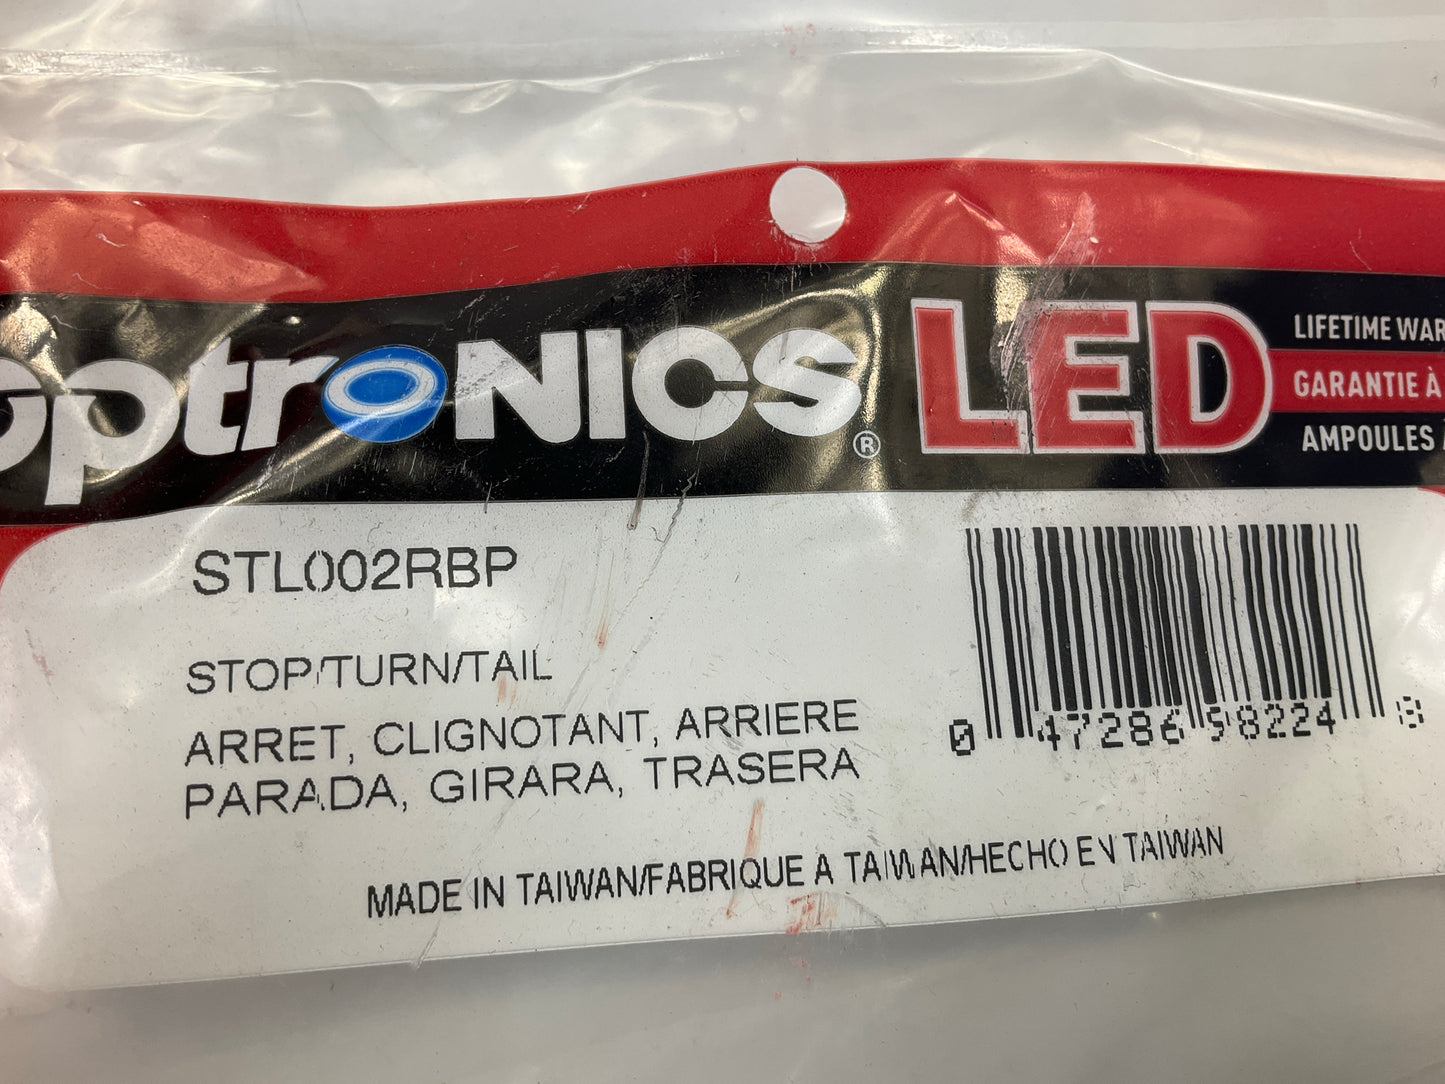 optrONICS® LED
LIFETIME WAR
GARANTIE À
AMPOULES
STL002RBP
STOP/TURN/TAIL
ARRET, CLIGNOTANT, ARRIERE
PARADA, GIRARA, TRASERA
0 47286 98224 8
MADE IN TAIWAN/FABRIQUE A TAIWAN/HECHO EN TAIWAN